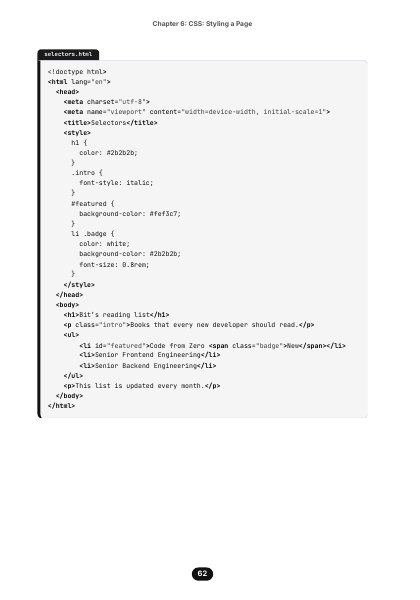 Chapter 6: CSS: Styling a Page
selectors.html
<!doctype html>
<html lang="en">
  <head>
    <meta charset="utf-8">
    <meta name="viewport" content="width=device-width, initial-scale=1">
    <title>Selectors</title>
    <style>
      h1 {
        color: #2b2b2b;
      }
      .intro {
        font-style: italic;
      }
      #featured {
        background-color: #fef3c7;
      }
      li .badge {
        color: white;
        background-color: #2b2b2b;
        font-size: 0.8rem;
      }
    </style>
  </head>
  <body>
    <h1>Bit's reading list</h1>
    <p class="intro">Books that every new developer should read.</p>
    <ul>
        <li id="featured">Code from Zero <span class="badge">New</span></li>
        <li>Senior Frontend Engineering</li>
        <li>Senior Backend Engineering</li>
    </ul>
    <p>This list is updated every month.</p>
  </body>
</html>
62